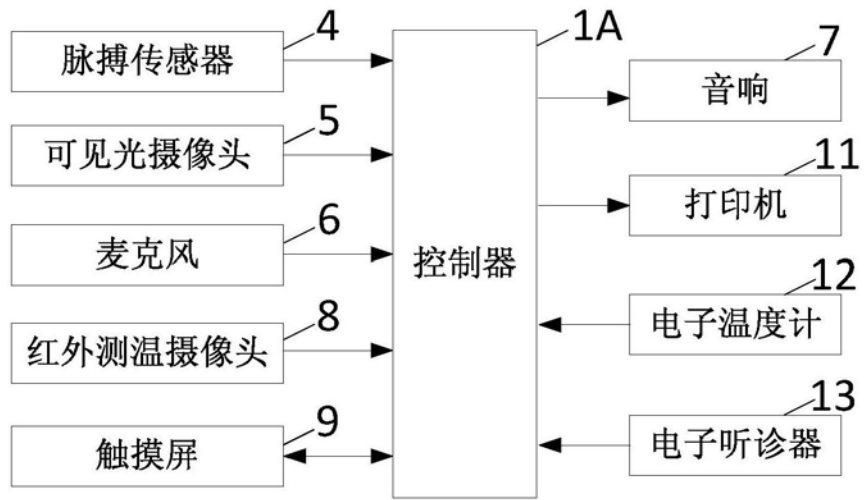 脉搏传感器
4
可见光摄像头
5
麦克风
6
红外测温摄像头
8
触摸屏
9
控制器
1A
音响
7
打印机
11
电子温度计
12
电子听诊器
13